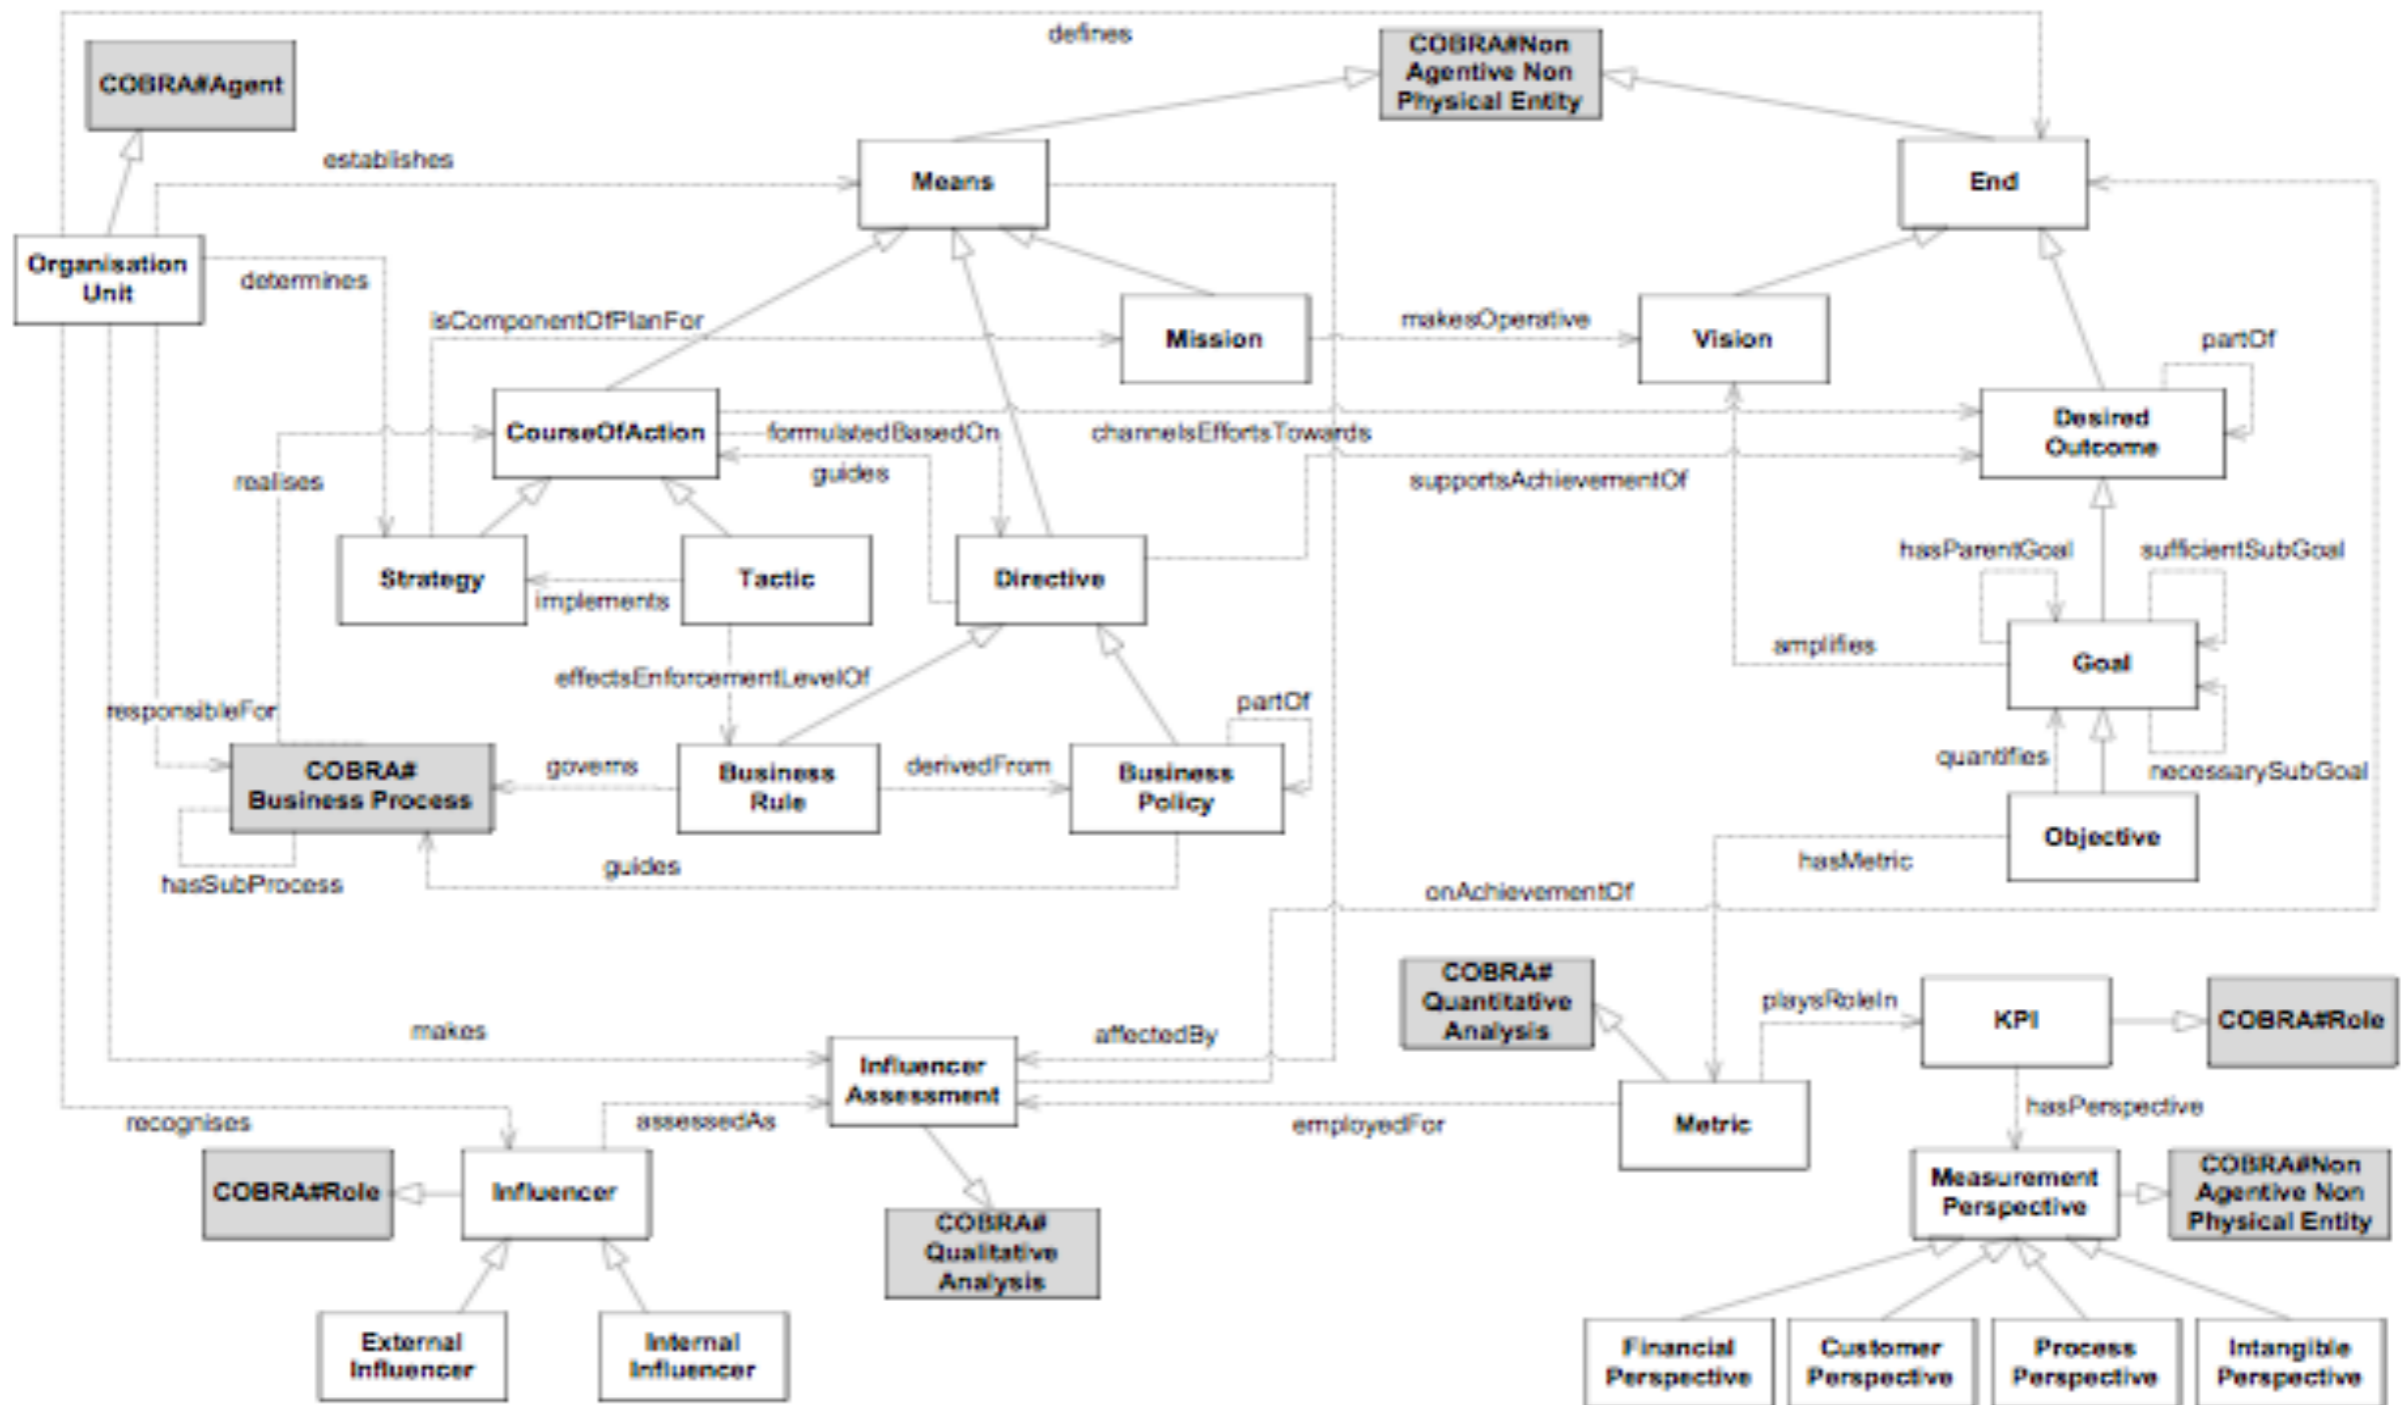 defines
COBRA#Agent
COBRA#Non
Agentive Non
Physical Entity
establishes
Means
End
Organisation
Unit
determines
isComponentOfPlanFor
Mission
makesOperative
Vision
partOf
CourseOfAction
formulatedBasedOn
channelsEffortsTowards
Desired
Outcome
realises
guides
supportsAchievementOf
Strategy
implements
Tactic
Directive
hasParentGoal
sufficientSubGoal
amplifies
Goal
effectsEnforcementLevelOf
partOf
responsibleFor
COBRA#
Business Process
governs
Business
Rule
derivedFrom
Business
Policy
quantifies
necessarySubGoal
hasSubProcess
guides
hasMetric
Objective
onAchievementOf
COBRA#
Quantitative
Analysis
playsRoleIn
KPI
COBRA#Role
makes
Influencer
Assessment
affectedBy
recognises
assessedAs
employedFor
Metric
hasPerspective
COBRA#Role
Influencer
COBRA#
Qualitative
Analysis
Measurement
Perspective
COBRA#Non
Agentive Non
Physical Entity
External
Influencer
Internal
Influencer
Financial
Perspective
Customer
Perspective
Process
Perspective
Intangible
Perspective